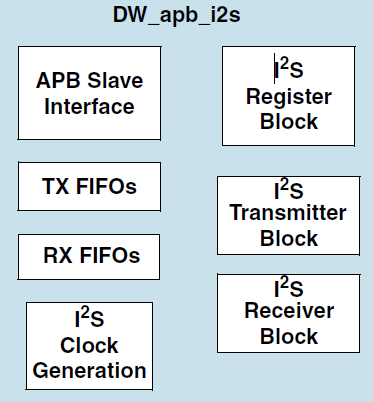 DW_apb_i2s
APB Slave
Interface
TX FIFOs
RX FIFOs
I²S
Clock
Generation
I²S
Register
Block
I²S
Transmitter
Block
I²S
Receiver
Block